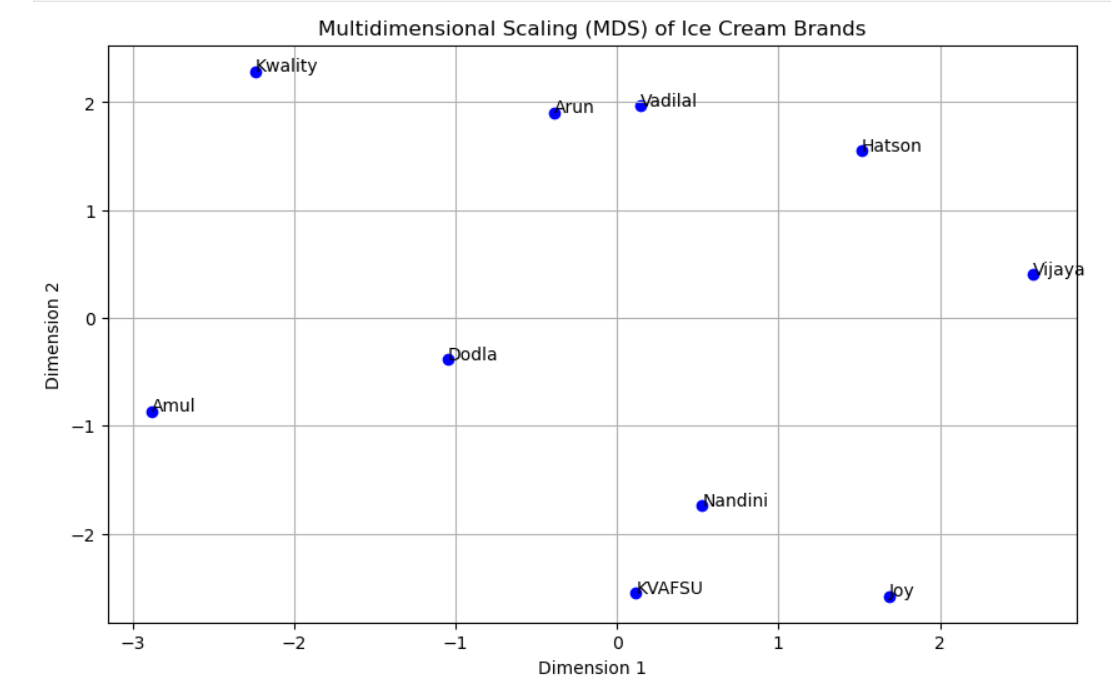 Multidimensional Scaling (MDS) of Ice Cream Brands
Kwality
2
Arun
Vadilal
Hatson
1
Vijaya
0
Dodla
Amul
−1
Nandini
−2
KVAFSU
Joy
Dimension 2
−3 −2 −1 0 1 2
Dimension 1